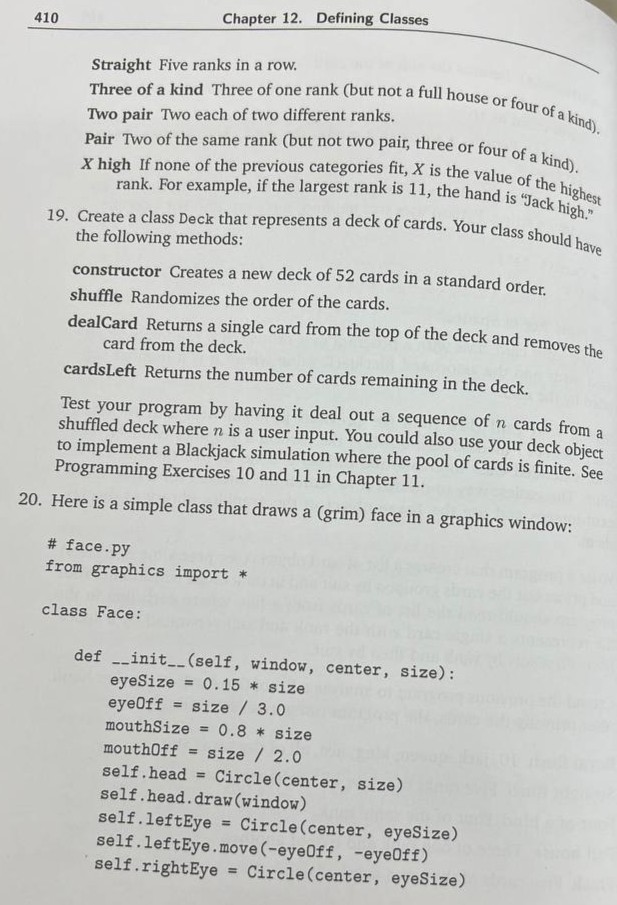 410 Chapter 12. Defining Classes
Straight Five ranks in a row.
Three of a kind Three of one rank (but not a full house or four of a kind).
Two pair Two each of two different ranks.
Pair Two of the same rank (but not two pair, three or four of a kind).
X high If none of the previous categories fit, X is the value of the highest
rank. For example, if the largest rank is 11, the hand is “Jack high.”
19. Create a class Deck that represents a deck of cards. Your class should have
the following methods:
constructor Creates a new deck of 52 cards in a standard order.
shuffle Randomizes the order of the cards.
dealCard Returns a single card from the top of the deck and removes the
card from the deck.
cardsLeft Returns the number of cards remaining in the deck.
Test your program by having it deal out a sequence of n cards from a
shuffled deck where n is a user input. You could also use your deck object
to implement a Blackjack simulation where the pool of cards is finite. See
Programming Exercises 10 and 11 in Chapter 11.
20. Here is a simple class that draws a (grim) face in a graphics window:
# face.py
from graphics import *
class Face:
def __init__(self, window, center, size):
eyeSize = 0.15 * size
eyeOff = size / 3.0
mouthSize = 0.8 * size
mouthOff = size / 2.0
self.head = Circle(center, size)
self.head.draw(window)
self.leftEye = Circle(center, eyeSize)
self.leftEye.move(-eyeOff, -eyeOff)
self.rightEye = Circle(center, eyeSize)